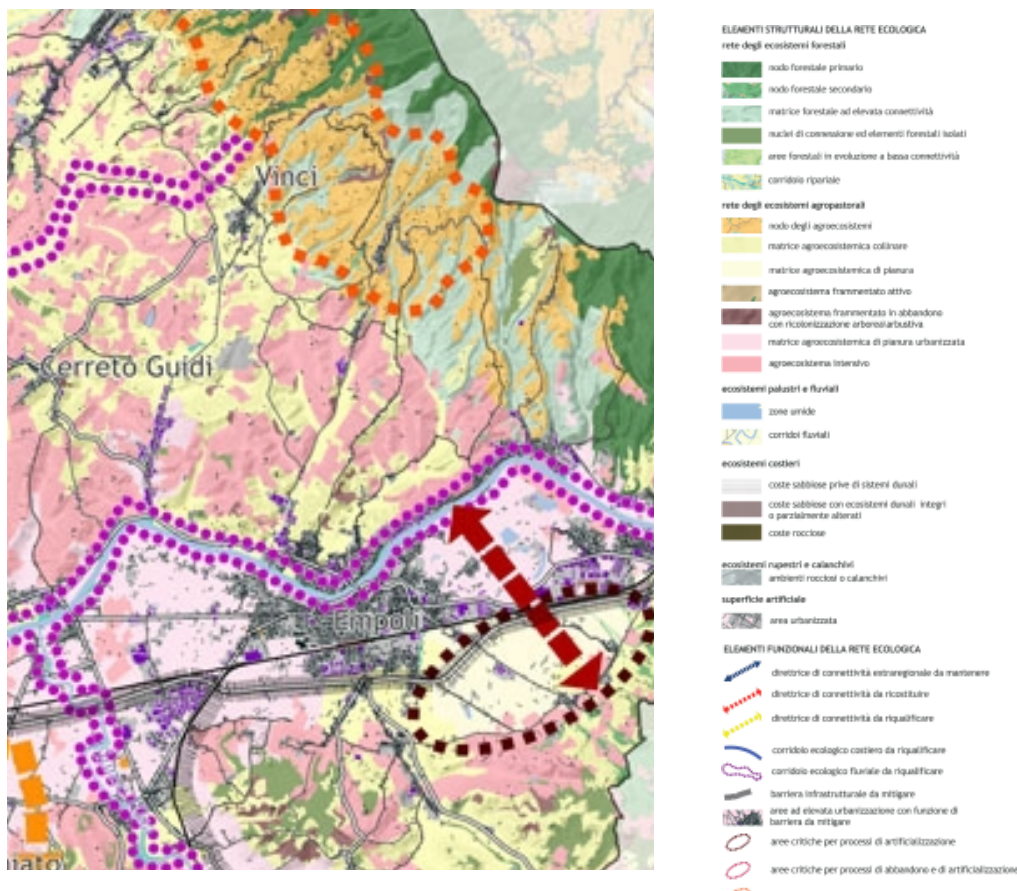 Vinci
Cerreto Guidi
Empoli
niato
ELEMENTI STRUTTURALI DELLA RETE ECOLOGICA
rete degli ecosistemi forestali
nodo forestale primario
nodo forestale secondario
matrice forestale ad elevata connettività
nuclei di connessione ed elementi forestali isolati
aree forestali in evoluzione a bassa connettività
corridoio ripariale
rete degli ecosistemi agropastorali
nodo degli agroecosistemi
matrice agroecosistemica collinare
matrice agroecosistemica di pianura
agroecosistema frammentato attivo
agroecosistema frammentato in abbandono
con ricolonizzazione arborea/arbustiva
matrice agroecosistemica di pianura urbanizzata
agroecosistema intensivo
ecosistemi palustri e fluviali
zone umide
corridoi fluviali
ecosistemi costieri
coste sabbiose prive di sistemi dunali
coste sabbiose con ecosistemi dunali integri
o parzialmente alterati
coste rocciose
ecosistemi rupestri e calanchivi
ambienti rocciosi o calanchivi
superficie artificiale
area urbanizzata
ELEMENTI FUNZIONALI DELLA RETE ECOLOGICA
direttrice di connettività extraregionale da mantenere
direttrice di connettività da ricostituire
direttrice di connettività da riqualificare
corridoio ecologico costiero da riqualificare
corridoio ecologico fluviale da riqualificare
barriera infrastrutturale da mitigare
aree ad elevata urbanizzazione con funzione di
barriera da mitigare
aree critiche per processi di artificializzazione
aree critiche per processi di abbandono e di artificializzazione